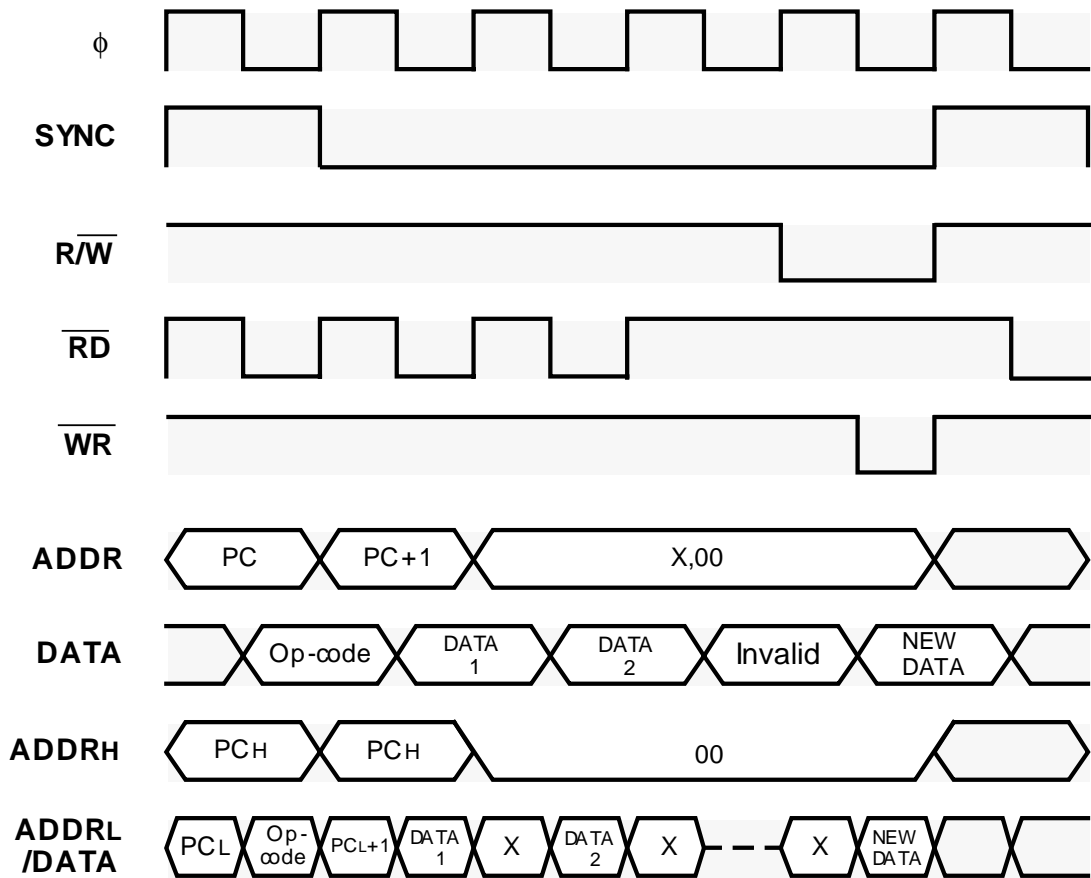 ϕ
SYNC
R/W
RD
WR
ADDR PC PC+1 X,00
DATA Op-code DATA 1 DATA 2 Invalid NEW DATA
ADDRH PCH PCH 00
ADDRL /DATA PCL Op-code PCL+1 DATA 1 X DATA 2 X X NEW DATA